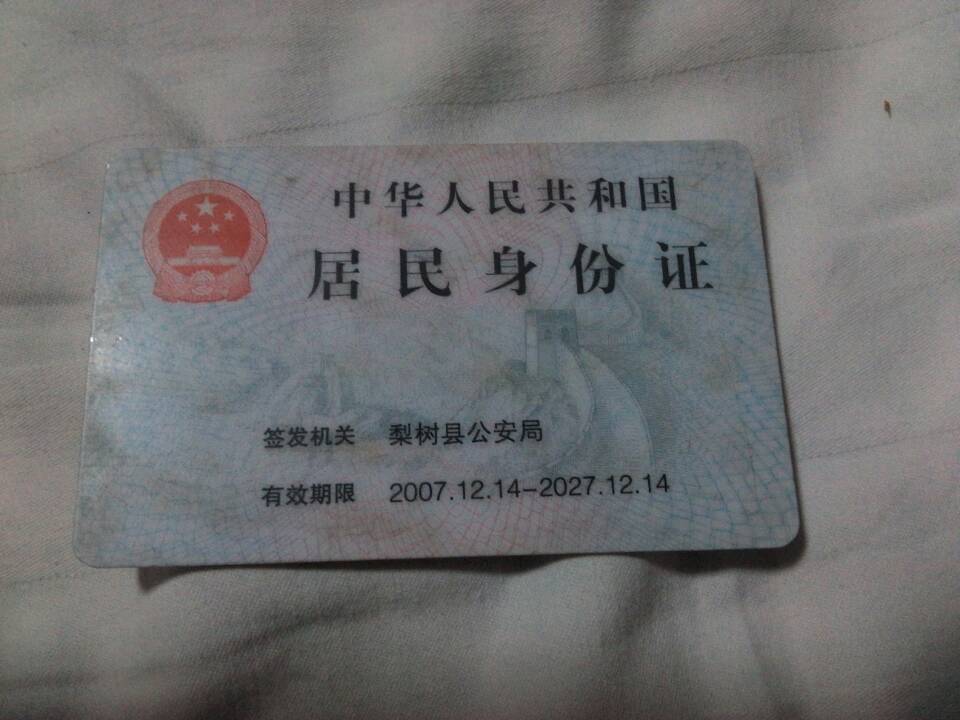 中华人民共和国
居民身份证
签发机关 梨树县公安局
有效期限 2007.12.14-2027.12.14